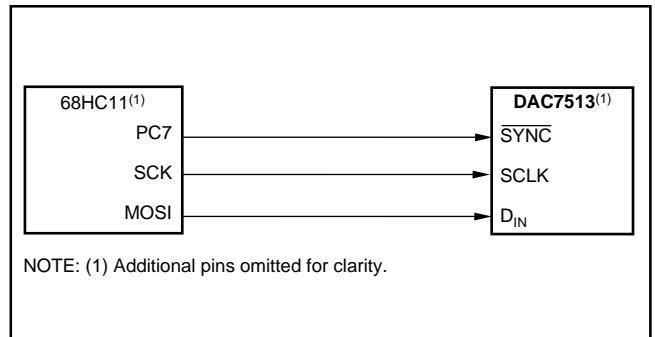 68HC11(1)
PC7
SCK
MOSI
DAC7513(1)
SYNC
SCLK
DIN
NOTE: (1) Additional pins omitted for clarity.